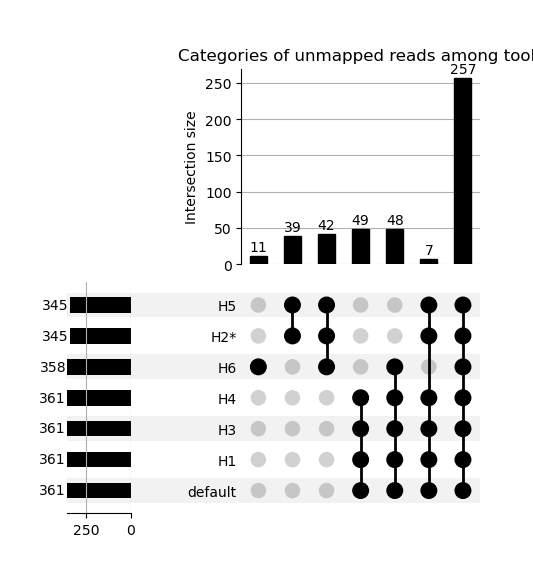 Categories of unmapped reads among tool
257
250
200
150
100
50
0
Intersection size
11
39
42
49
48
7
345
H5
345
H2*
358
H6
361
H4
361
H3
361
H1
361
default
250
0